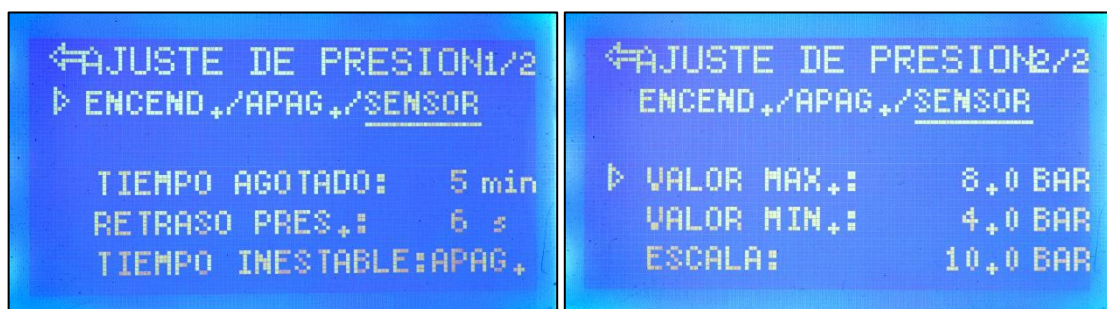 AJUSTE DE PRESION1/2
ENCEND./APAG./SENSOR
TIEMPO AGOTADO: 5 min
RETRASO PRES.: 6 s
TIEMPO INESTABLE:APAG.
AJUSTE DE PRESION2/2
ENCEND./APAG./SENSOR
VALOR MAX.: 8.0 BAR
VALOR MIN.: 4.0 BAR
ESCALA: 10.0 BAR